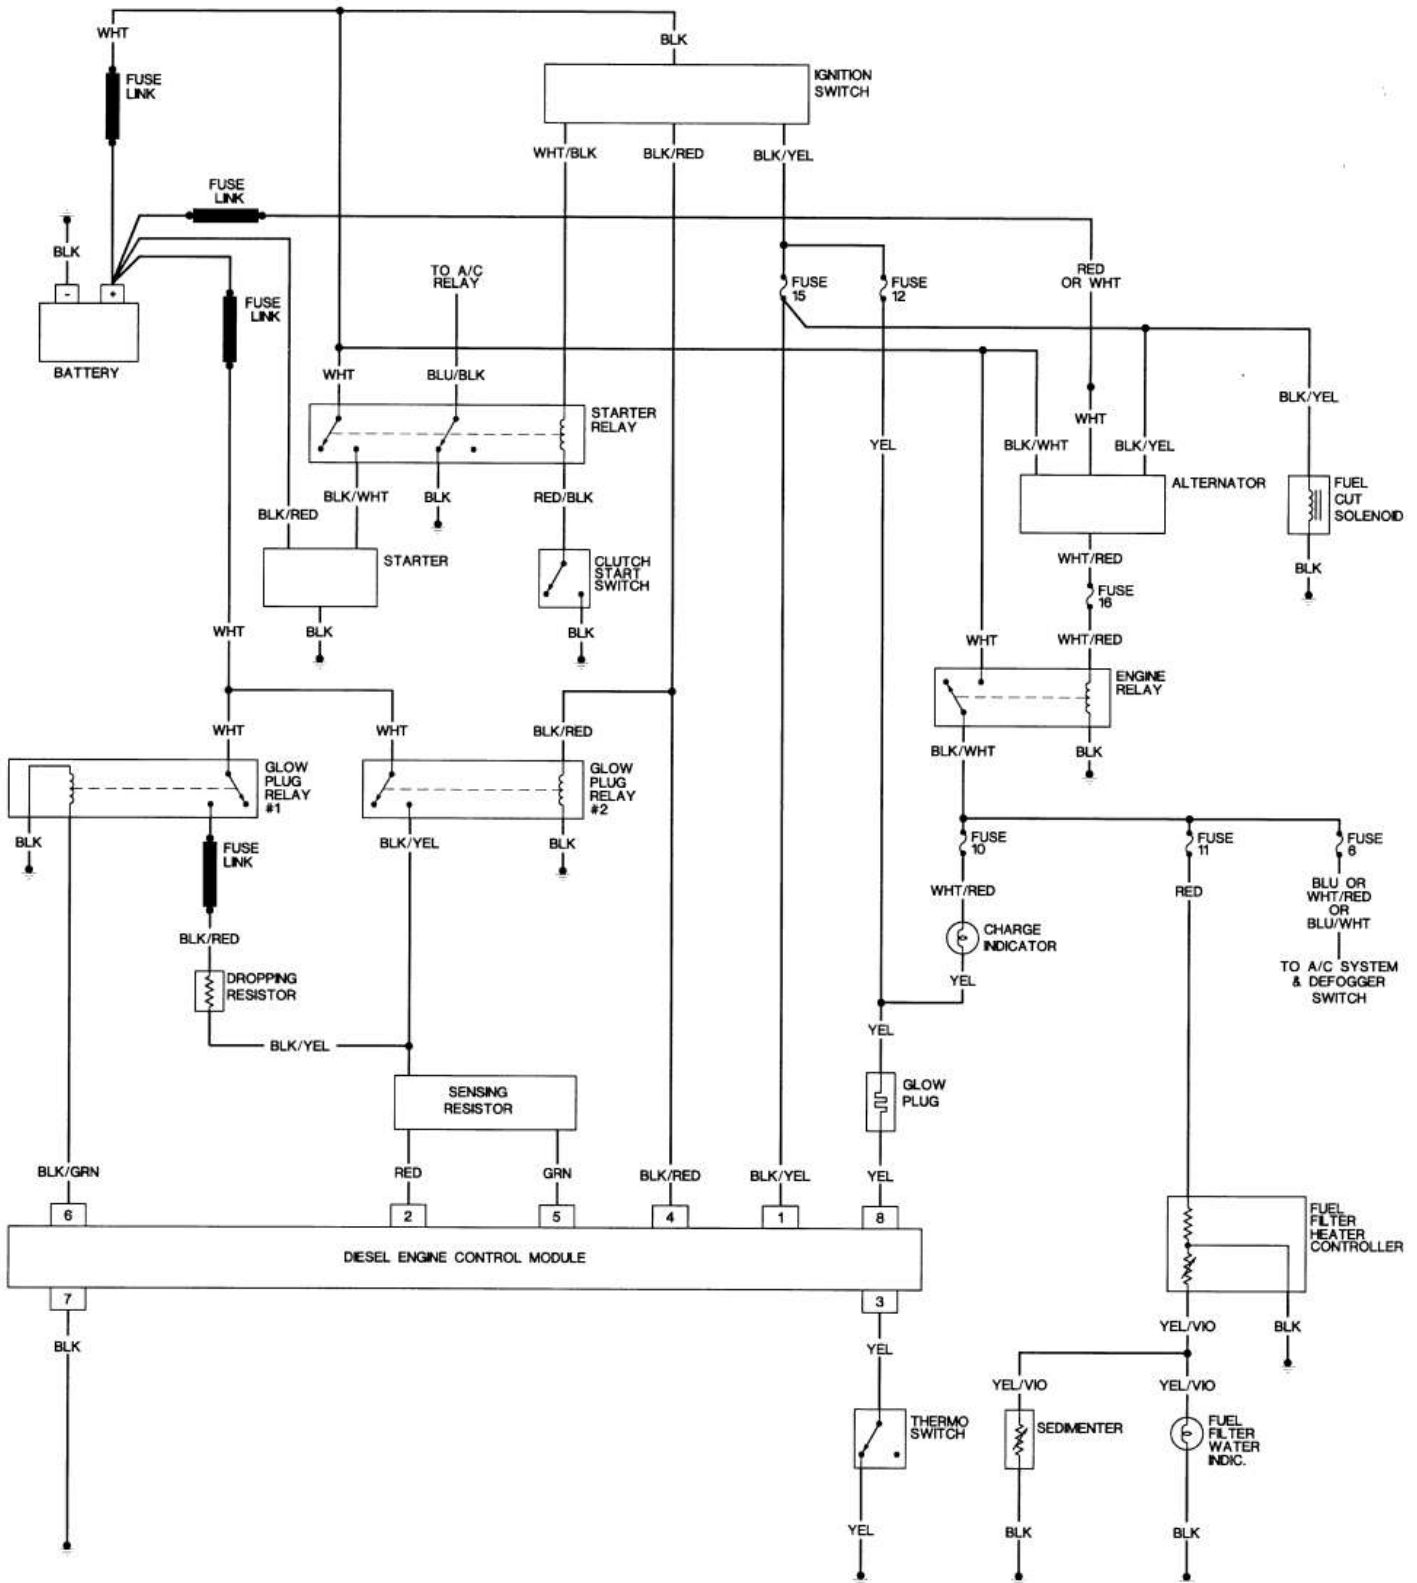 WHT
BLK
FUSE
LINK
IGNITION
SWITCH
WHT/BLK
BLK/RED
BLK/YEL
FUSE
LINK
BLK
-
+
BATTERY
FUSE
LINK
TO A/C
RELAY
FUSE
15
FUSE
12
RED
OR WHT
WHT
BLU/BLK
STARTER
RELAY
BLK/YEL
WHT
BLK/WHT
BLK/YEL
YEL
ALTERNATOR
FUEL
CUT
SOLENOID
BLK/WHT
BLK
RED/BLK
BLK/RED
STARTER
CLUTCH
START
SWITCH
WHT/RED
FUSE
16
BLK
WHT
BLK
BLK
WHT
WHT/RED
ENGINE
RELAY
WHT
WHT
BLK/RED
BLK/WHT
BLK
GLOW
PLUG
RELAY
#1
GLOW
PLUG
RELAY
#2
BLK
FUSE
LINK
BLK/YEL
BLK
FUSE
10
FUSE
11
FUSE
6
WHT/RED
RED
BLU OR
WHT/RED
OR
BLU/WHT
BLK/RED
CHARGE
INDICATOR
TO A/C SYSTEM
& DEFOGGER
SWITCH
DROPPING
RESISTOR
YEL
BLK/YEL
YEL
SENSING
RESISTOR
GLOW
PLUG
BLK/GRN
RED
GRN
BLK/RED
BLK/YEL
YEL
6
2
5
4
1
8
FUEL
FILTER
HEATER
CONTROLLER
DIESEL ENGINE CONTROL MODULE
7
3
BLK
YEL
YEL/VIO
BLK
YEL/VIO
YEL/VIO
THERMO
SWITCH
SEDIMENTER
FUEL
FILTER
WATER
INDIC.
YEL
BLK
BLK